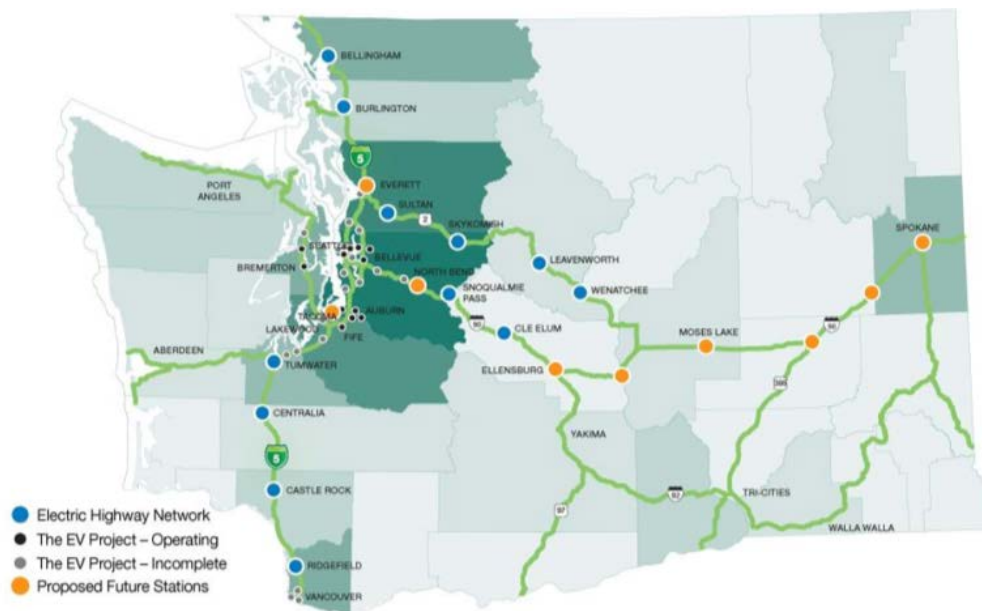 BELLINGHAM
BURLINGTON
5
EVERETT
PORT
ANGELES
SULTAN
2
SKYKOMISH
SPOKANE
SEATTLE
BELLEVUE
BREMERTON
LEAVENWORTH
NORTH BEND
SNOQUALMIE
PASS
WENATCHEE
TACOMA
AUBURN
90
CLE ELUM
MOSES LAKE
90
LAKEWOOD
FIFE
ABERDEEN
TUMWATER
ELLENSBURG
395
CENTRALIA
YAKIMA
5
CASTLE ROCK
82
TRI-CITIES
97
WALLA WALLA
RIDGEFIELD
VANCOUVER
Electric Highway Network
The EV Project – Operating
The EV Project – Incomplete
Proposed Future Stations